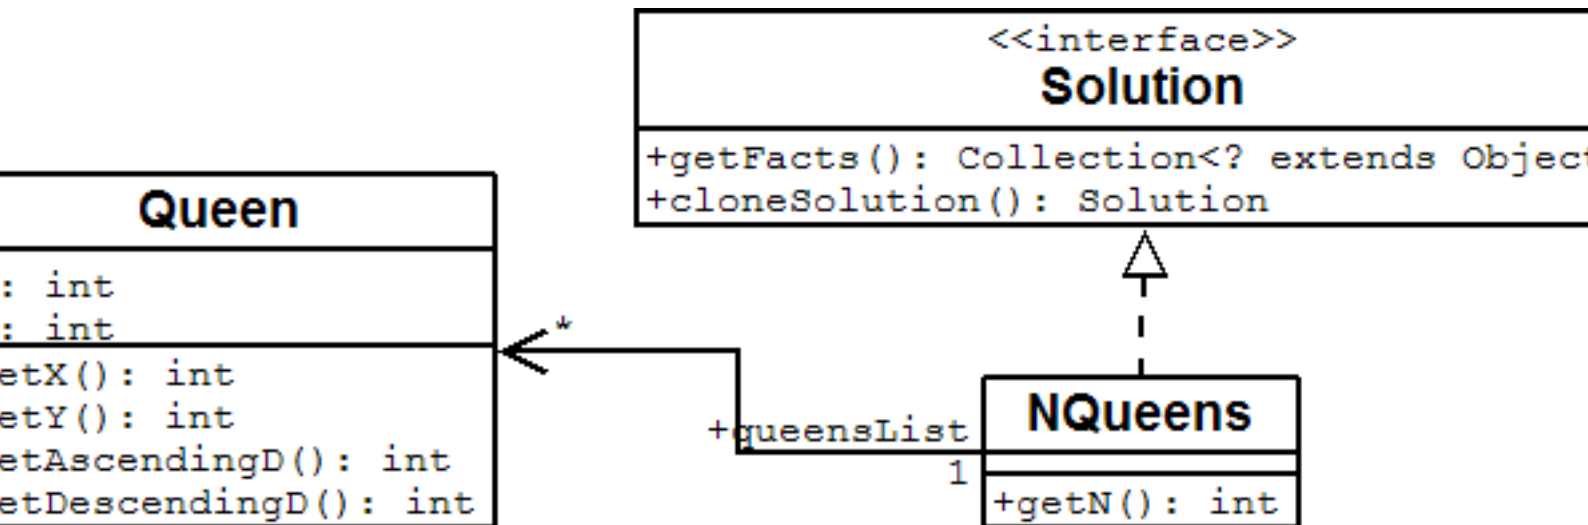 <<interface>>
Solution
+getFacts(): Collection<? extends Object
+cloneSolution(): Solution
Queen
: int
: int
etX(): int
etY(): int
etAscendingD(): int
etDescendingD(): int
*
+queensList
1
NQueens
+getN(): int